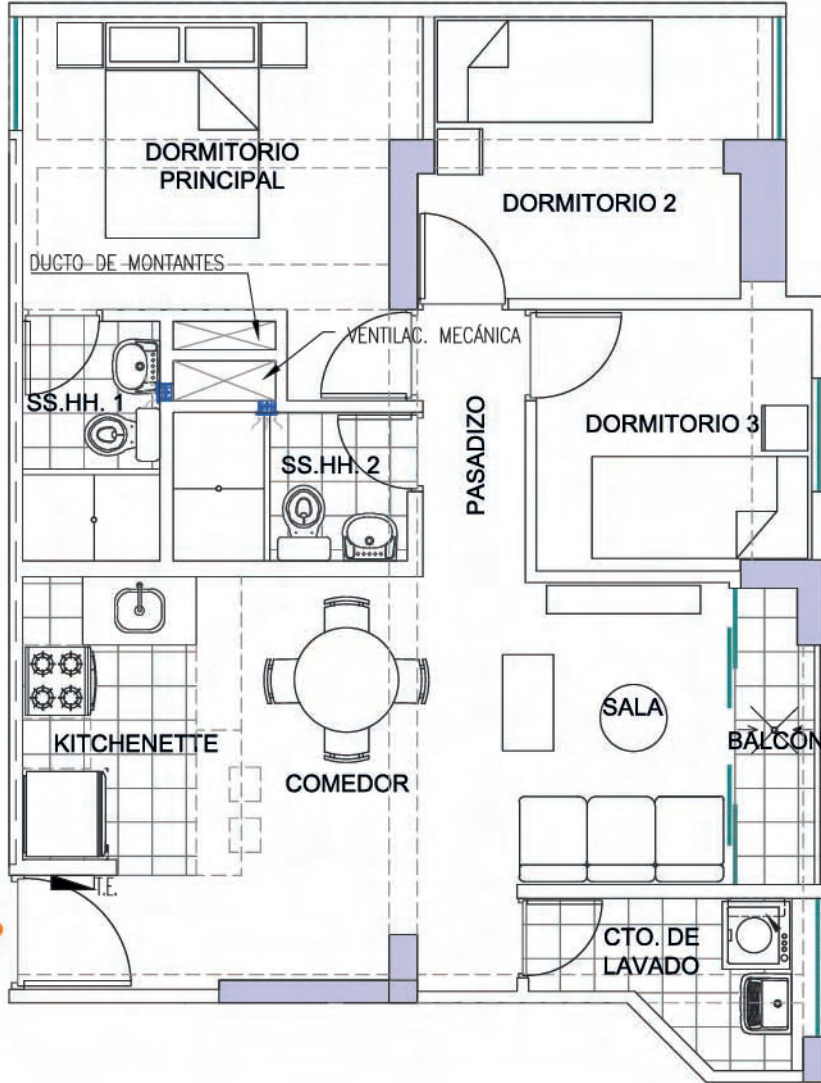 DORMITORIO
PRINCIPAL
DORMITORIO 2
DUCTO DE MONTANTES
VENTILAC. MECÁNICA
SS.HH. 1
SS.HH. 2
PASADIZO
DORMITORIO 3
KITCHENETTE
COMEDOR
SALA
BALCÓN
T.E.
CTO. DE
LAVADO